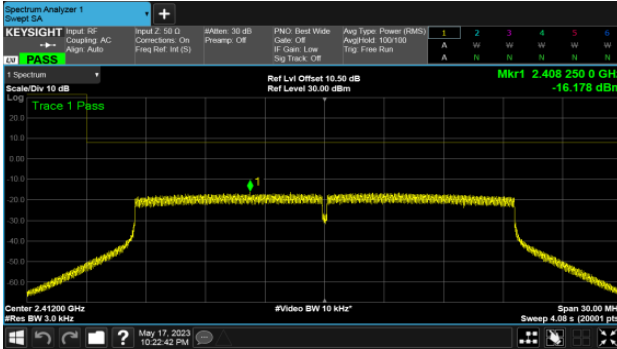 Spectrum Analyzer 1
Swept SA
+
KEYSIGHT
Input: RF
Coupling: AC
Align: Auto
Input Z: 50 Ω
Corrections: On
Freq Ref: Int (S)
#Atten: 30 dB
Preamp: Off
PNO: Best Wide
Gate: Off
IF Gain: Low
Sig Track: Off
Avg Type: Power (RMS)
Avg|Hold: 100/100
Trig: Free Run
1 2 3 4 5 6
A W W W W W
A N N N N N
LXI PASS
1 Spectrum
Scale/Div 10 dB
Ref Lvl Offset 10.50 dB
Ref Level 30.00 dBm
Mkr1 2.408 250 0 GHz
-16.178 dBm
Log
Trace 1 Pass
20.0
10.0
0.00
-10.0
1
-20.0
-30.0
-40.0
-50.0
-60.0
Center 2.41200 GHz
#Res BW 3.0 kHz
#Video BW 10 kHz*
Span 30.00 MH
Sweep 4.08 s (20001 pts
?
May 17, 2023
10:22:42 PM